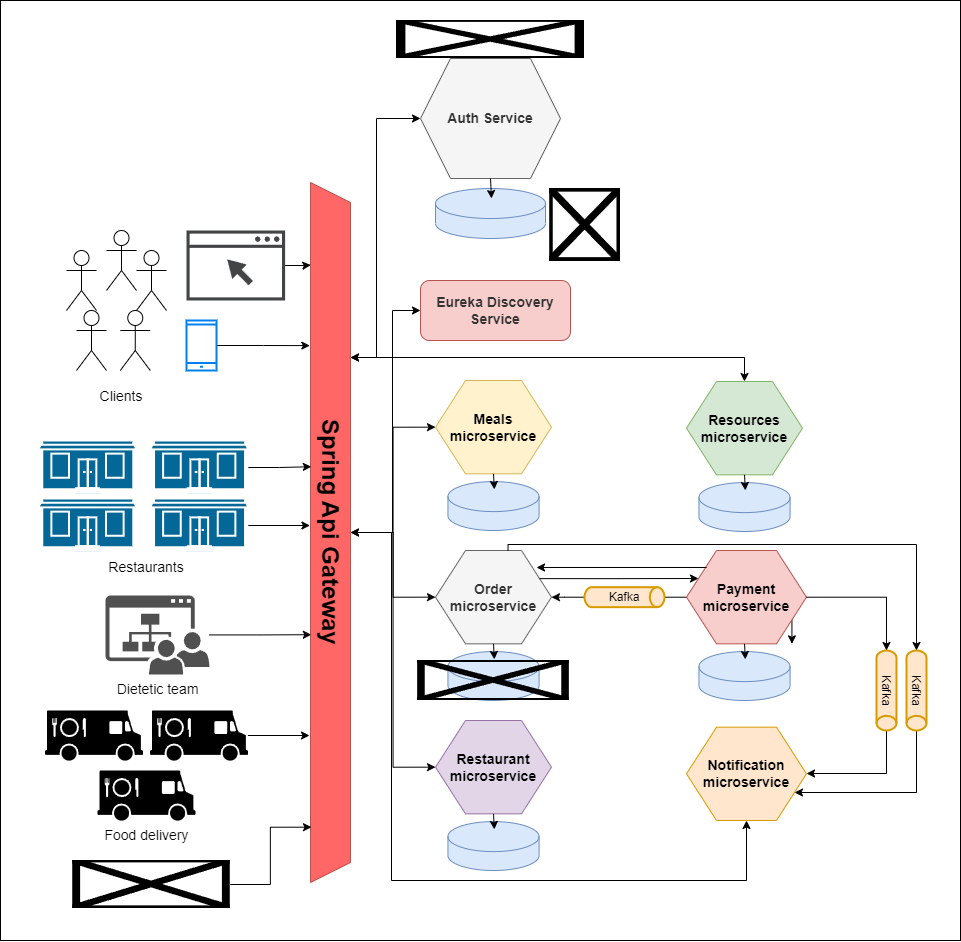 Auth Service
Eureka Discovery
Service
Clients
Meals
microservice
Resources
microservice
Spring Api Gateway
Restaurants
Order
microservice
Kafka
Payment
microservice
Dietetic team
Kafka
Kafka
Restaurant
microservice
Notification
microservice
Food delivery